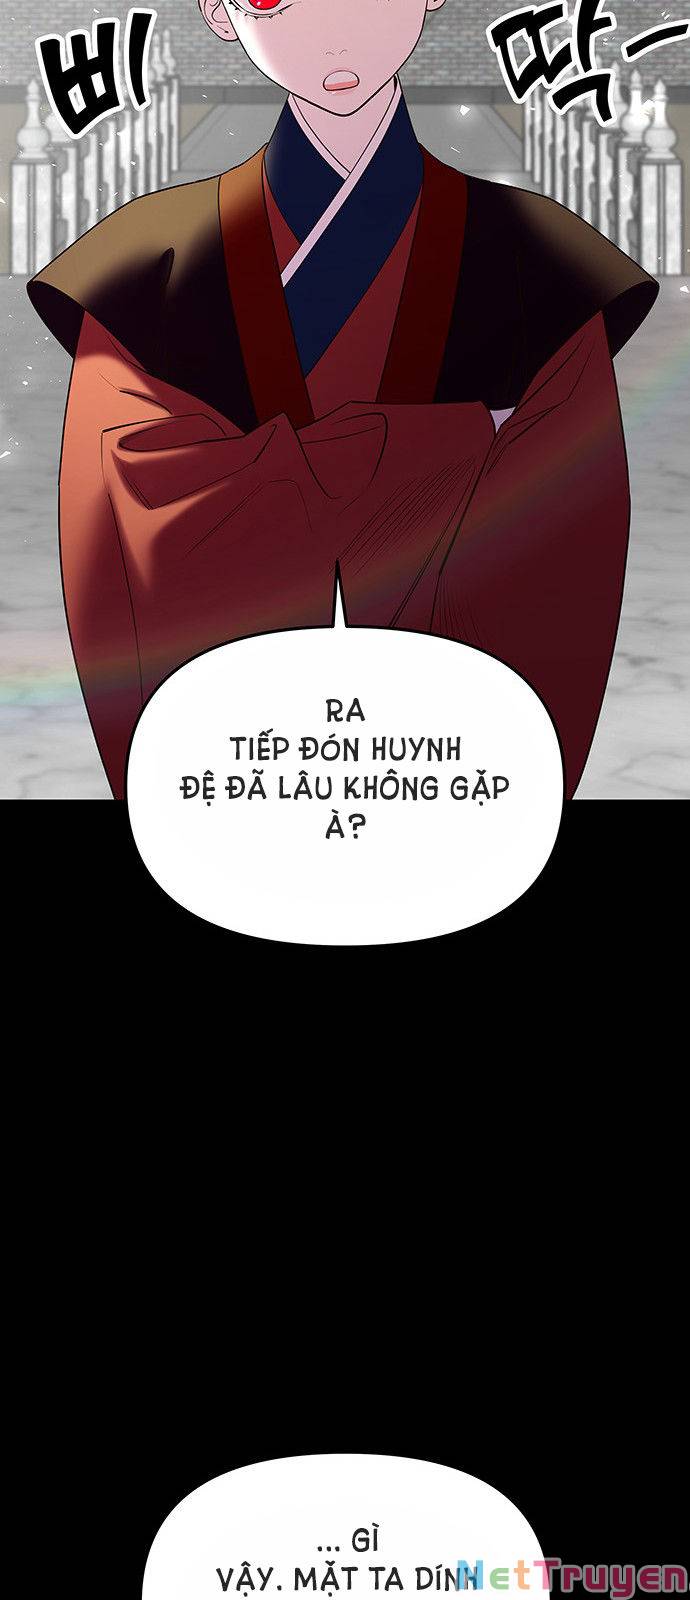 삐
딱—
RA
TIẾP ĐÓN HUYNH
ĐỆ ĐÃ LÂU KHÔNG GẶP
À?
... GÌ
VẬY. MẶT TA DÍNH
NetTruyen